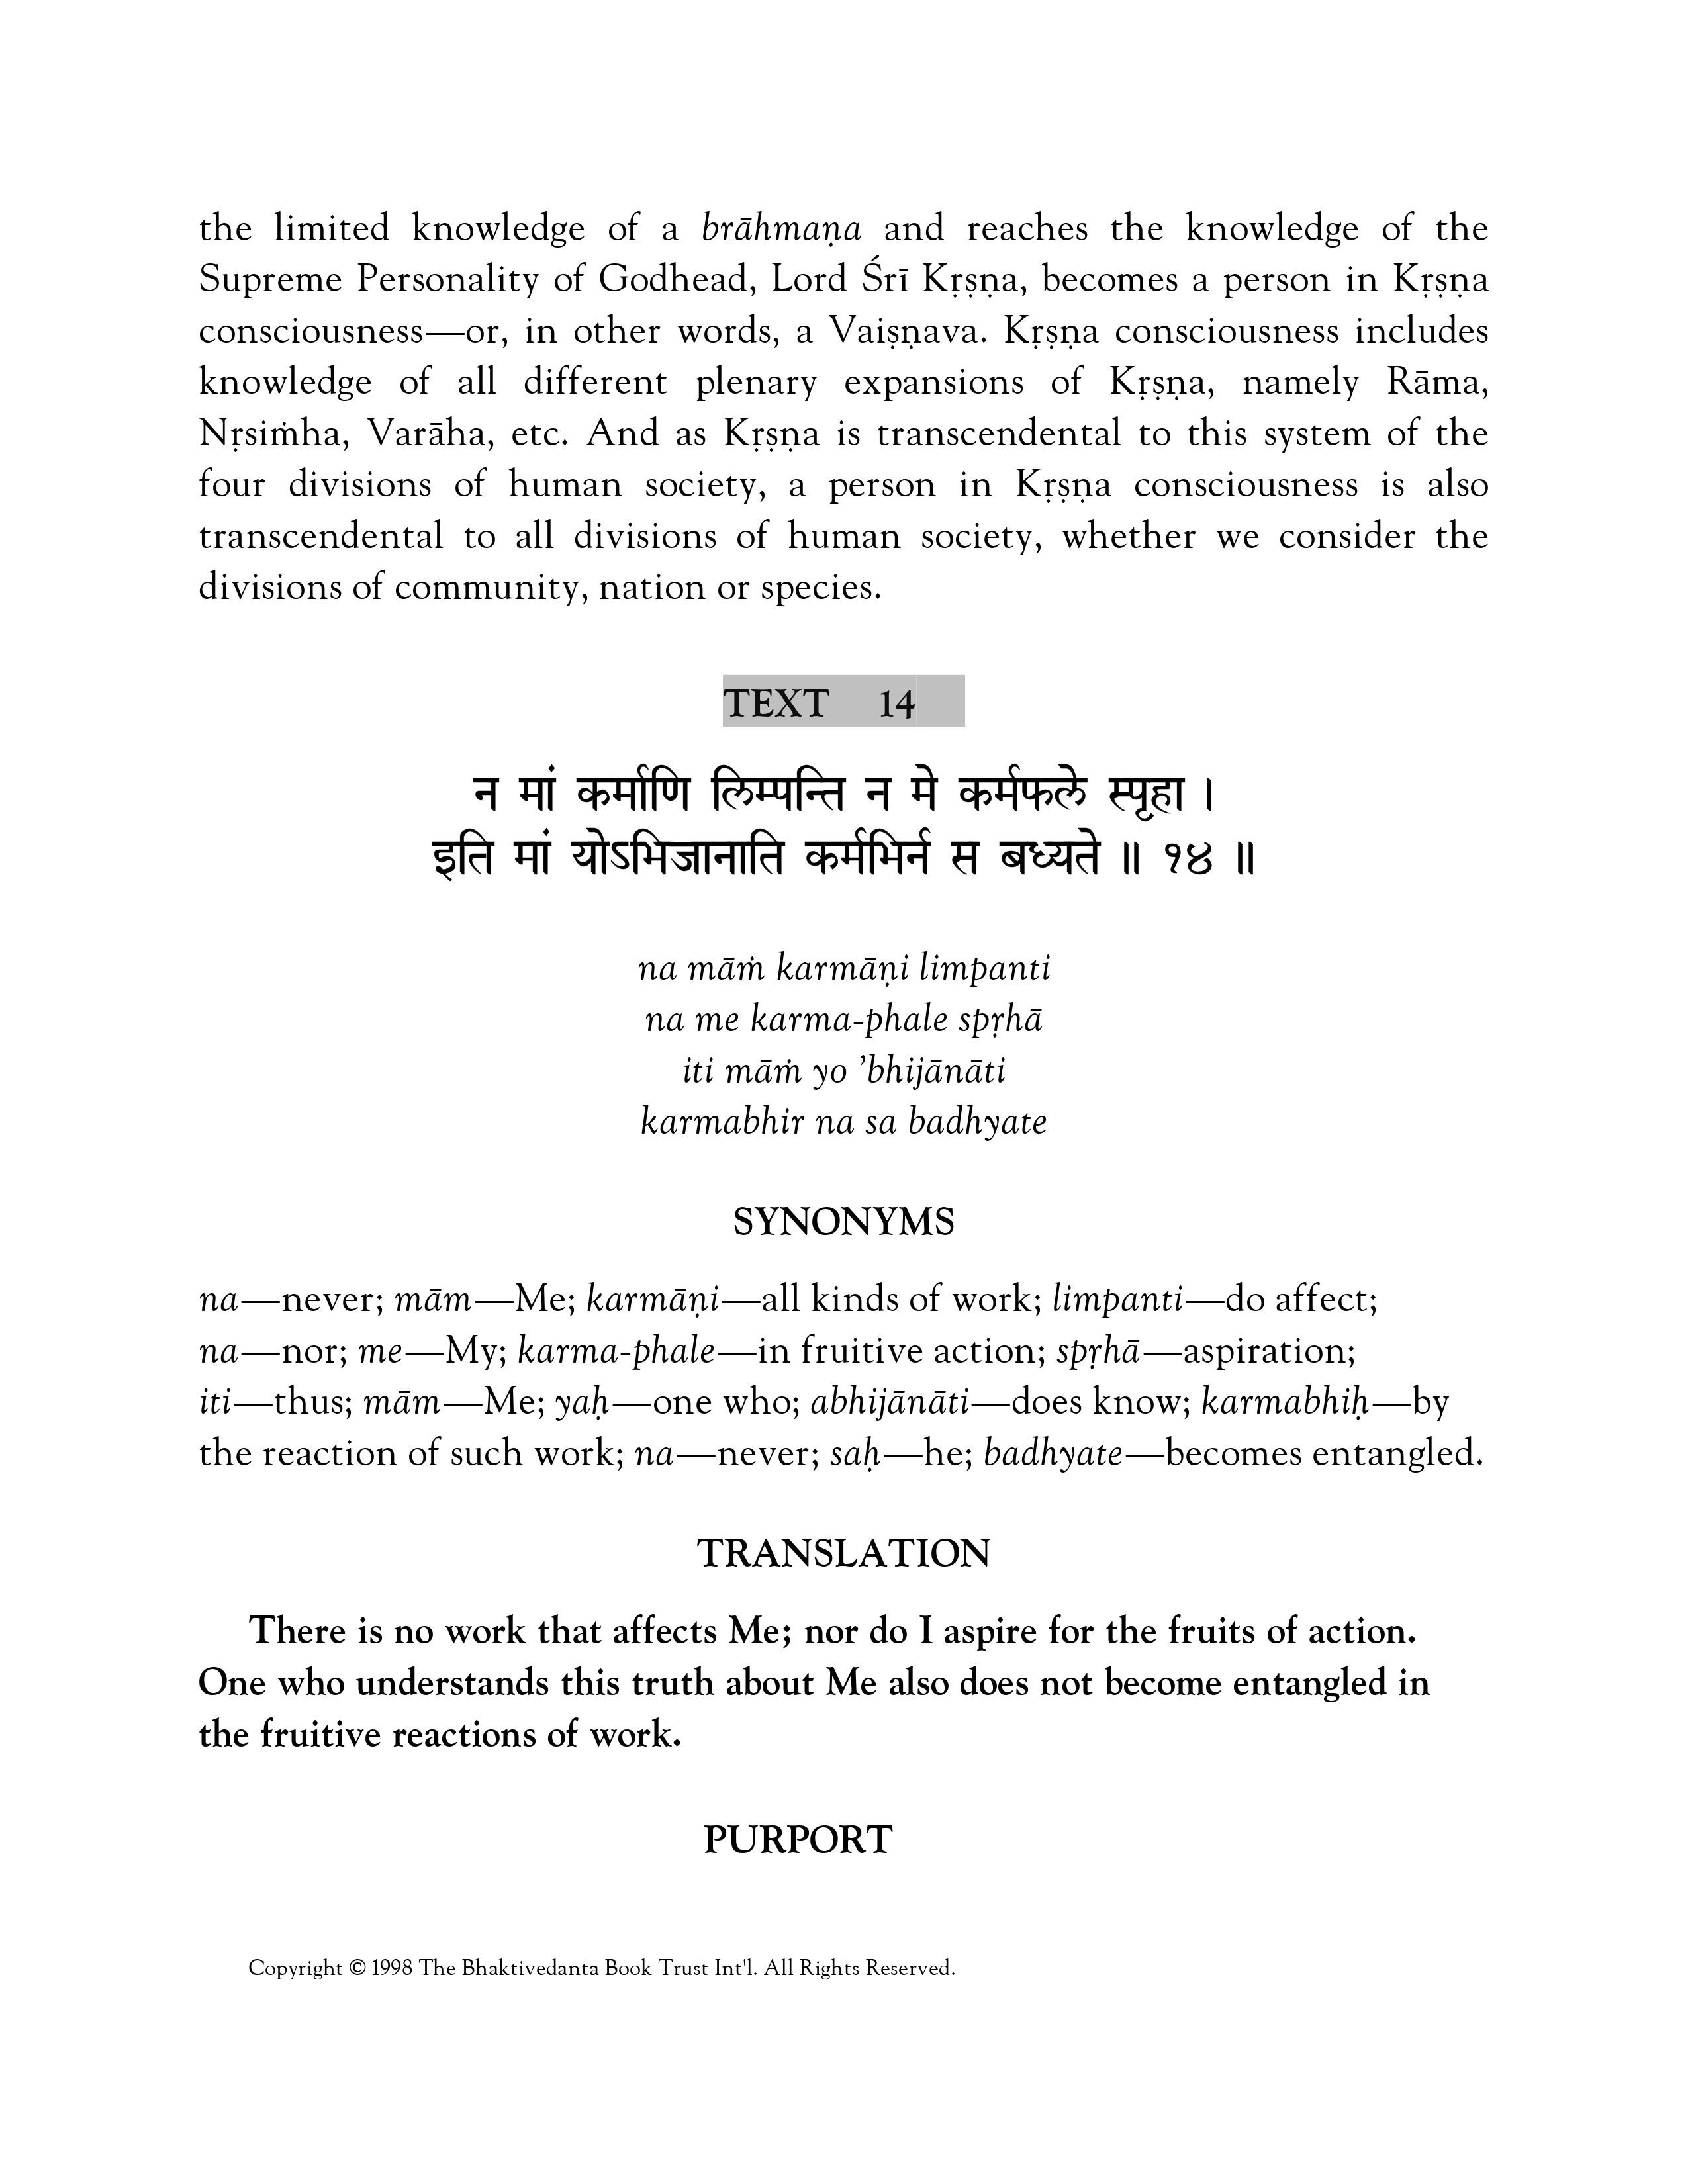 the limited knowledge of a brāhmaṇa and reaches the knowledge of the
Supreme Personality of Godhead, Lord Śrī Kṛṣṇa, becomes a person in Kṛṣṇa
consciousness—or, in other words, a Vaiṣṇava. Kṛṣṇa consciousness includes
knowledge of all different plenary expansions of Kṛṣṇa, namely Rāma,
Nṛsiṁha, Varāha, etc. And as Kṛṣṇa is transcendental to this system of the
four divisions of human society, a person in Kṛṣṇa consciousness is also
transcendental to all divisions of human society, whether we consider the
divisions of community, nation or species.
TEXT 14
न मां कर्माणि लिम्पन्ति न मे कर्मफले स्पृहा ।
इति मां योऽभिजानाति कर्मभिर्न स बध्यते ॥ १४ ॥
na māṁ karmāṇi limpanti
na me karma-phale spṛhā
iti māṁ yo ’bhijānāti
karmabhir na sa badhyate
SYNONYMS
na—never; mām—Me; karmāṇi—all kinds of work; limpanti—do affect;
na—nor; me—My; karma-phale—in fruitive action; spṛhā—aspiration;
iti—thus; mām—Me; yaḥ—one who; abhijānāti—does know; karmabhiḥ—by
the reaction of such work; na—never; saḥ—he; badhyate—becomes entangled.
TRANSLATION
There is no work that affects Me; nor do I aspire for the fruits of action.
One who understands this truth about Me also does not become entangled in
the fruitive reactions of work.
PURPORT
Copyright © 1998 The Bhaktivedanta Book Trust Int'l. All Rights Reserved.